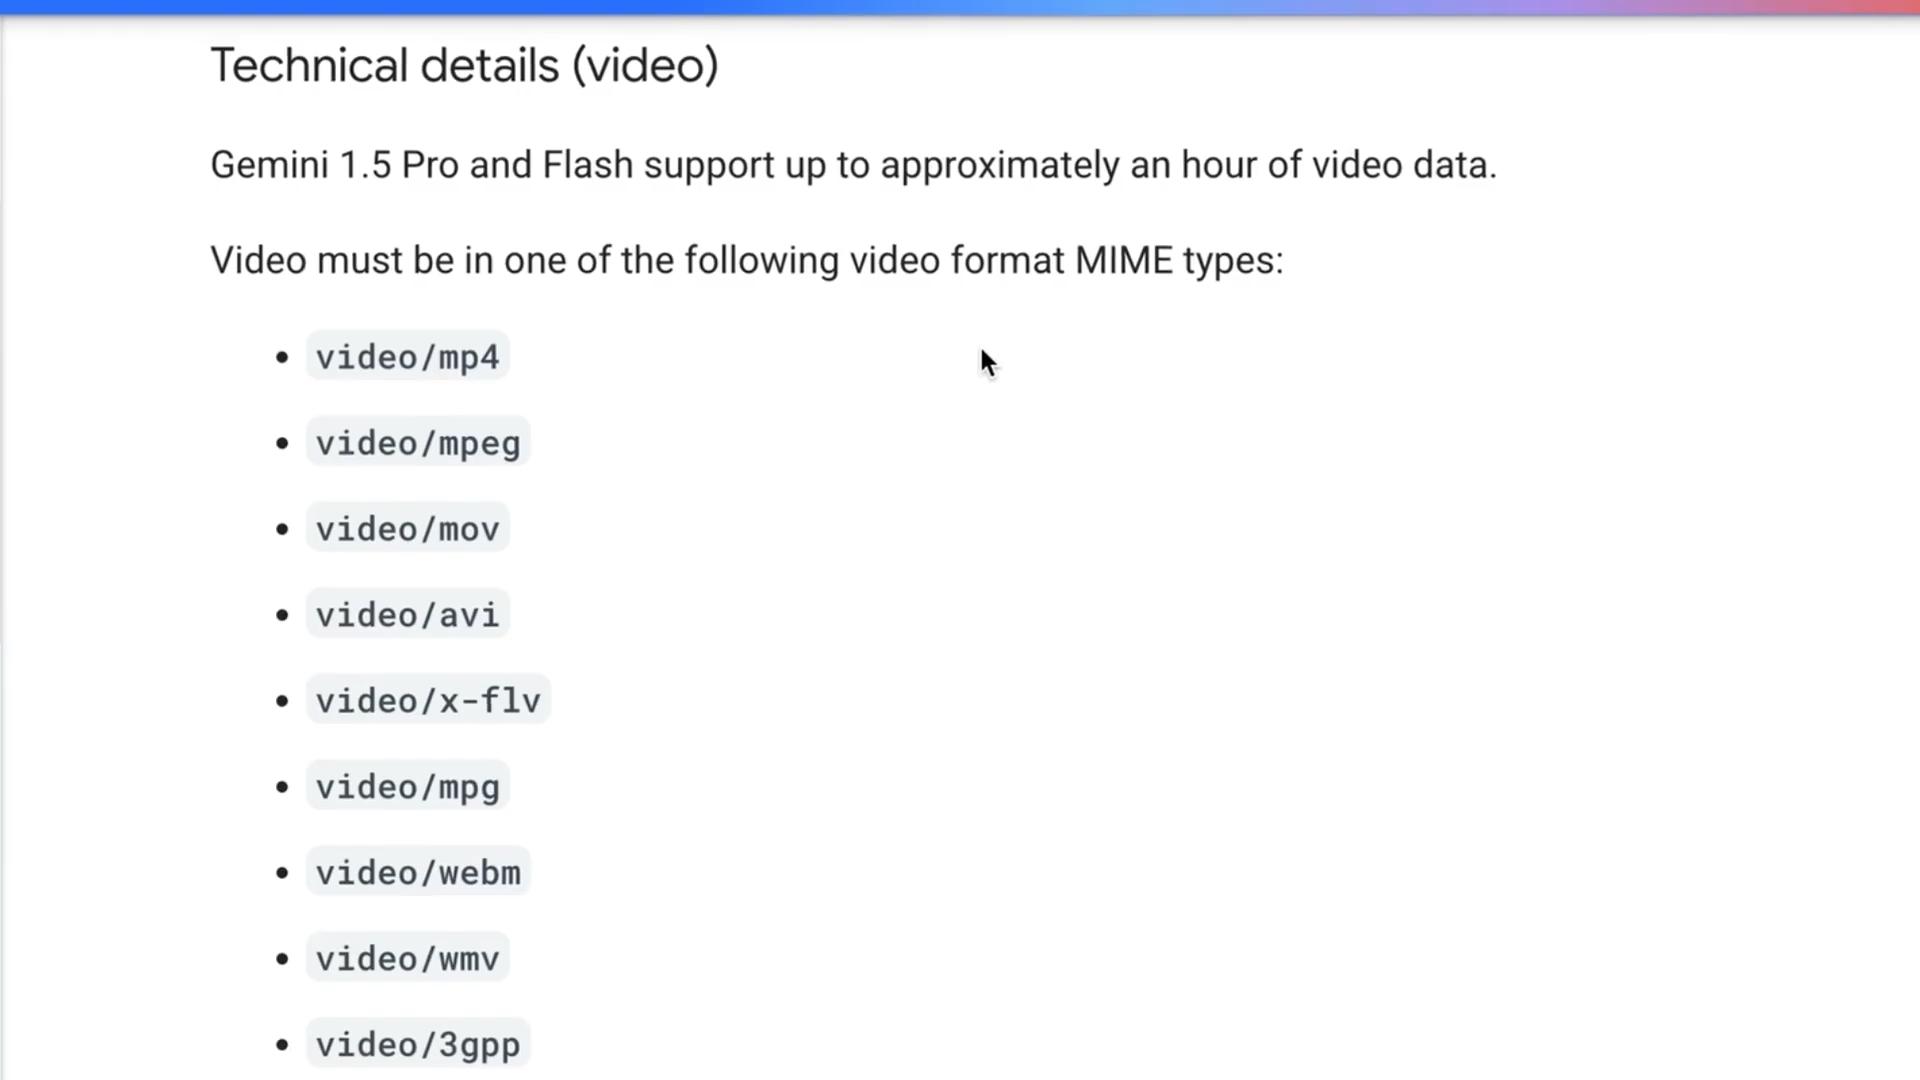 Technical details (video)
Gemini 1.5 Pro and Flash support up to approximately an hour of video data.
Video must be in one of the following video format MIME types:
• video/mp4
• video/mpeg
• video/mov
• video/avi
• video/x-flv
• video/mpg
• video/webm
• video/wmv
• video/3gpp